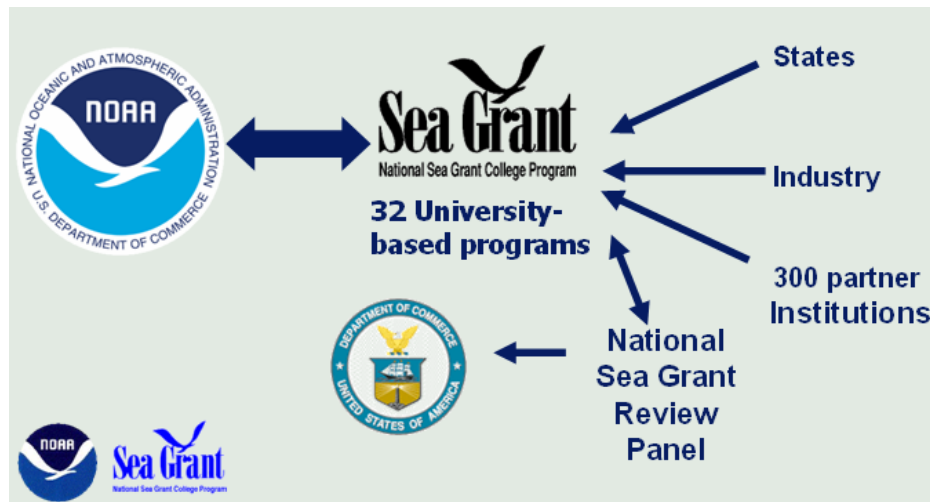 NATIONAL OCEANIC AND ATMOSPHERIC ADMINISTRATION
U.S. DEPARTMENT OF COMMERCE
NOAA
Sea Grant
National Sea Grant College Program
32 University-
based programs
States
Industry
300 partner
Institutions
National
Sea Grant
Review
Panel
DEPARTMENT OF COMMERCE
UNITED STATES OF AMERICA
NOAA
Sea Grant
National Sea Grant College Program